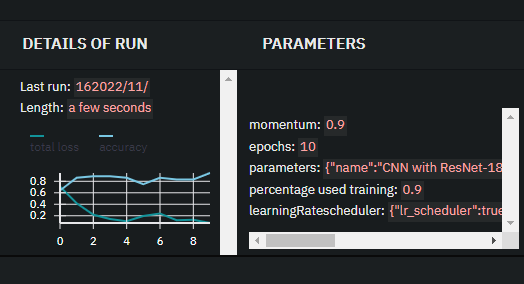 DETAILS OF RUN
Last run: 162022/11/
Length: a few seconds
total loss
accuracy
0.8
0.6
0.4
0.2
0 2 4 6 8
PARAMETERS
momentum: 0.9
epochs: 10
parameters: {"name":"CNN with ResNet-18
percentage used training: 0.9
learningRatescheduler: {"lr_scheduler":true